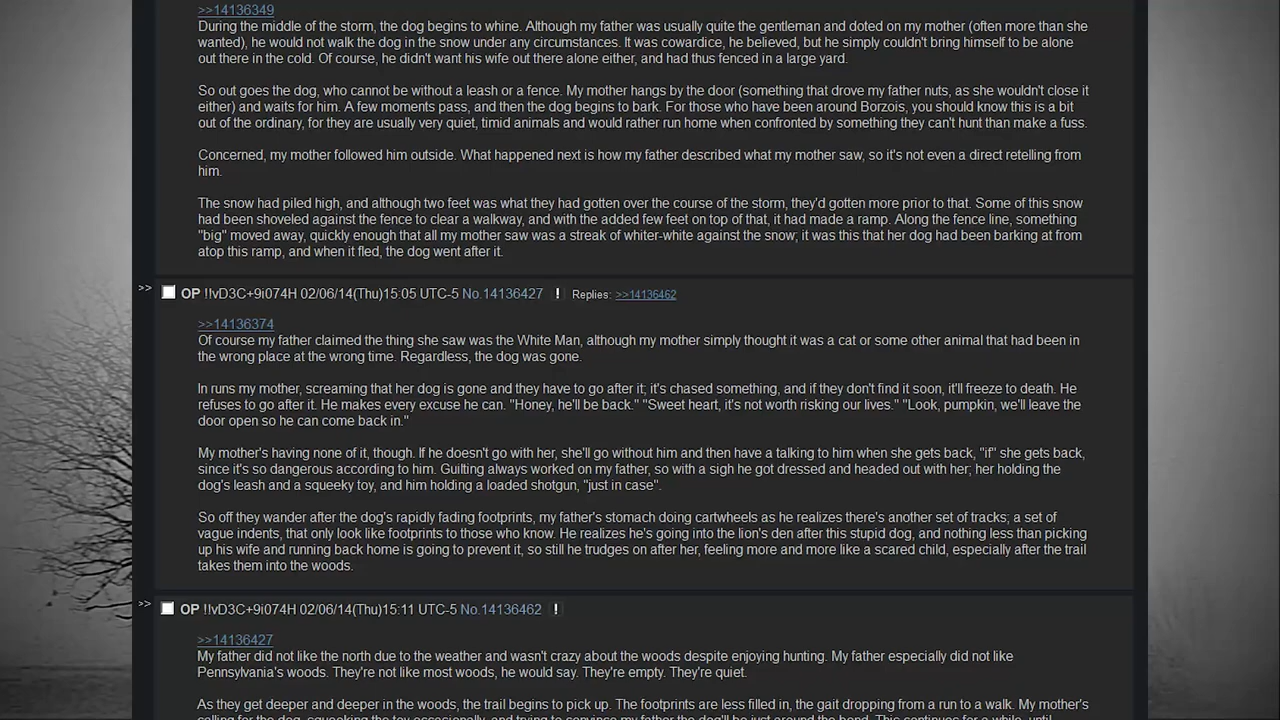 >>14136349
During the middle of the storm, the dog begins to whine. Although my father was usually quite the gentleman and doted on my mother (often more than she
wanted), he would not walk the dog in the snow under any circumstances. It was cowardice, he believed, but he simply couldn't bring himself to be alone
out there in the cold. Of course, he didn't want his wife out there alone either, and had thus fenced in a large yard.
So out goes the dog, who cannot be without a leash or a fence. My mother hangs by the door (something that drove my father nuts, as she wouldn't close it
either) and waits for him. A few moments pass, and then the dog begins to bark. For those who have been around Borzois, you should know this is a bit
out of the ordinary, for they are usually very quiet, timid animals and would rather run home when confronted by something they can't hunt than make a fuss.
Concerned, my mother followed him outside. What happened next is how my father described what my mother saw, so it's not even a direct retelling from
him.
The snow had piled high, and although two feet was what they had gotten over the course of the storm, they'd gotten more prior to that. Some of this snow
had been shoveled against the fence to clear a walkway, and with the added few feet on top of that, it had made a ramp. Along the fence line, something
"big" moved away, quickly enough that all my mother saw was a streak of whiter-white against the snow; it was this that her dog had been barking at from
atop this ramp, and when it fled, the dog went after it.
>> OP !!vD3C+9i074H 02/06/14(Thu)15:05 UTC-5 No.14136427 ! Replies: >>14136462
>>14136374
Of course my father claimed the thing she saw was the White Man, although my mother simply thought it was a cat or some other animal that had been in
the wrong place at the wrong time. Regardless, the dog was gone.
In runs my mother, screaming that her dog is gone and they have to go after it; it's chased something, and if they don't find it soon, it'll freeze to death. He
refuses to go after it. He makes every excuse he can. "Honey, he'll be back." "Sweet heart, it's not worth risking our lives." "Look, pumpkin, we'll leave the
door open so he can come back in."
My mother's having none of it, though. If he doesn't go with her, she'll go without him and then have a talking to him when she gets back, "if" she gets back,
since it's so dangerous according to him. Guilting always worked on my father, so with a sigh he got dressed and headed out with her; her holding the
dog's leash and a squeeky toy, and him holding a loaded shotgun, "just in case".
So off they wander after the dog's rapidly fading footprints, my father's stomach doing cartwheels as he realizes there's another set of tracks; a set of
vague indents, that only look like footprints to those who know. He realizes he's going into the lion's den after this stupid dog, and nothing less than picking
up his wife and running back home is going to prevent it, so still he trudges on after her, feeling more and more like a scared child, especially after the trail
takes them into the woods.
>> OP !!vD3C+9i074H 02/06/14(Thu)15:11 UTC-5 No.14136462 !
>>14136427
My father did not like the north due to the weather and wasn't crazy about the woods despite enjoying hunting. My father especially did not like
Pennsylvania's woods. They're not like most woods, he would say. They're empty. They're quiet.
As they get deeper and deeper in the woods, the trail begins to pick up. The footprints are less filled in, the gait dropping from a run to a walk. My mother's
calling for the dog, squeaking the toy occasionally, and trying to convince my father the dog'll be just around the bend. This continues for a while, until